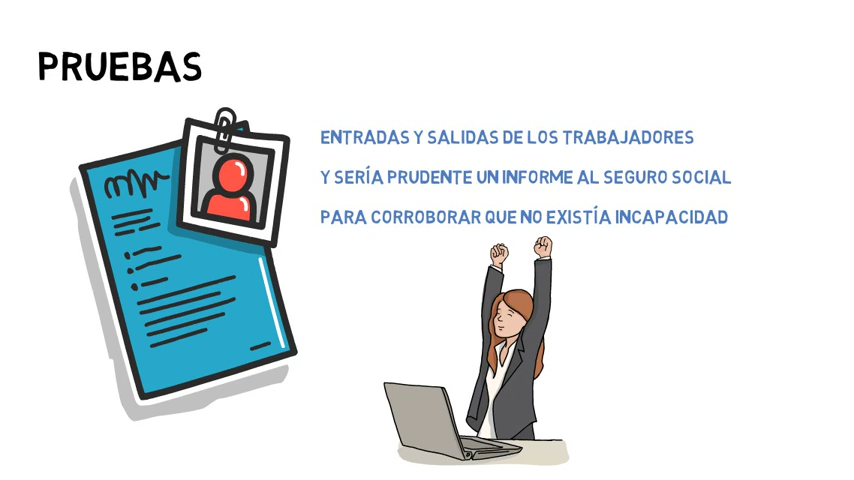 PRUEBAS
ENTRADAS Y SALIDAS DE LOS TRABAJADORES
Y SERÍA PRUDENTE UN INFORME AL SEGURO SOCIAL
PARA CORROBORAR QUE NO EXISTÍA INCAPACIDAD